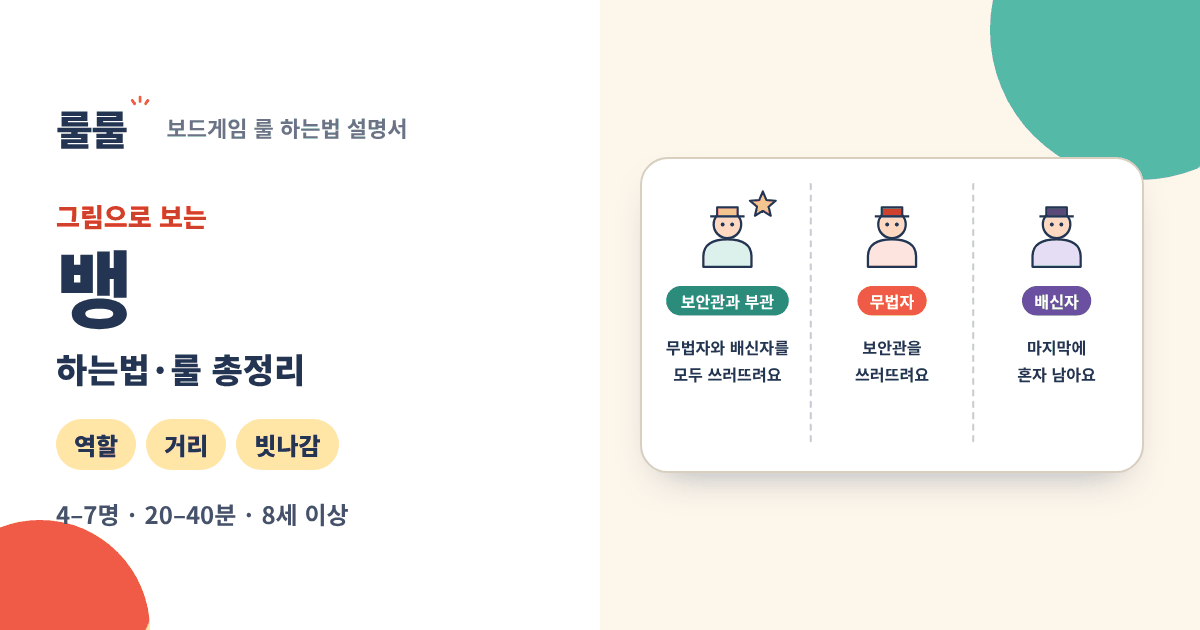 룰룰 보드게임 룰 하는법 설명서
그림으로 보는
뱅
하는법·룰 총정리
역할 거리 빗나감
4–7명 · 20–40분 · 8세 이상
보안관과 부관
무법자와 배신자를
모두 쓰러뜨려요
무법자
보안관을
쓰러뜨려요
배신자
마지막에
혼자 남아요